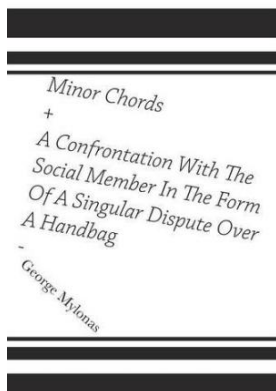 Minor Chords
+
A Confrontation With The
Social Member In The Form
Of A Singular Dispute Over
A Handbag
-
George Mylonas